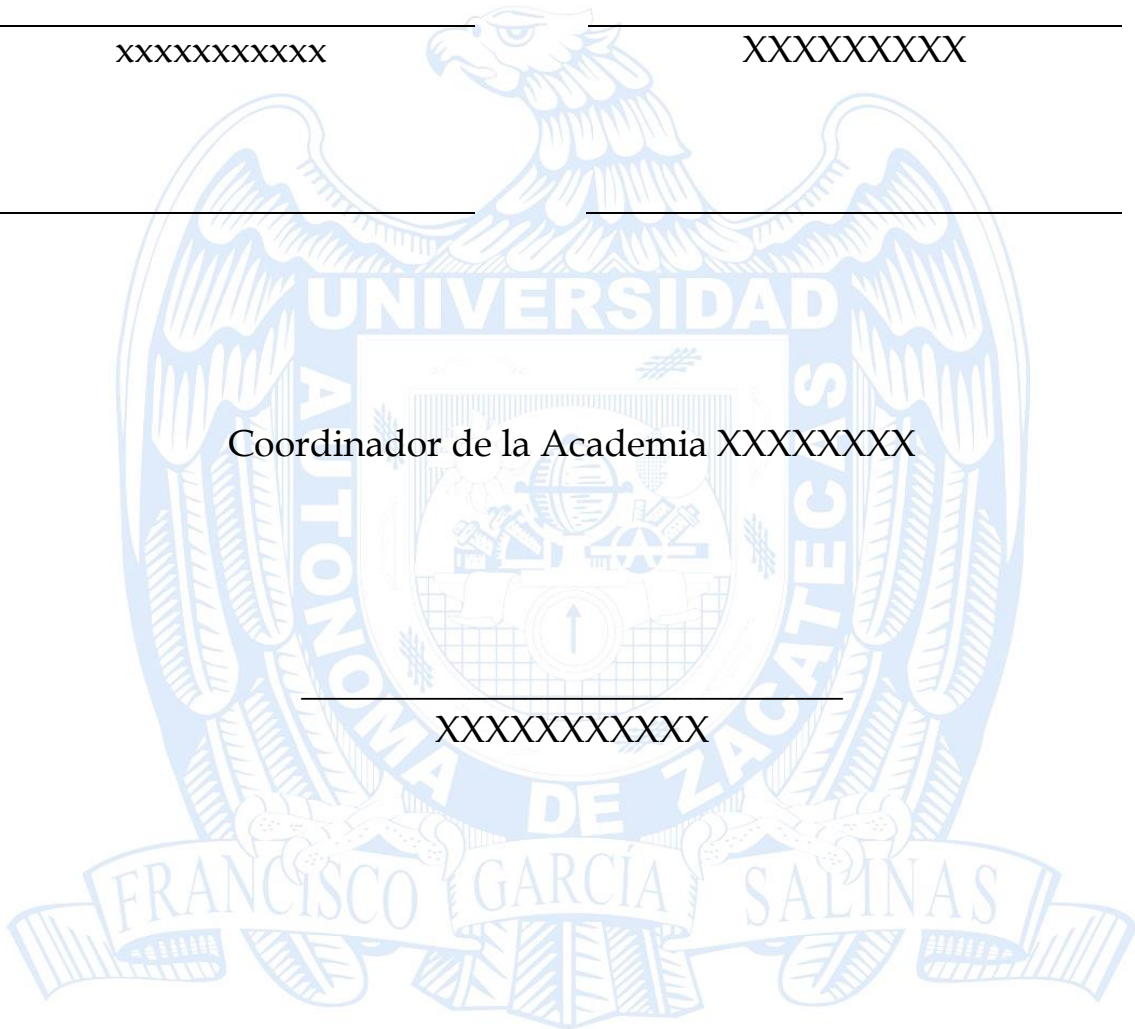 xxxxxxxxxxx XXXXXXXXX
UNIVERSIDAD
AUTONOMA
DE ZACATECAS
Coordinador de la Academia XXXXXXXX
XXXXXXXXXXX
FRANCISCO GARCÍA SALINAS